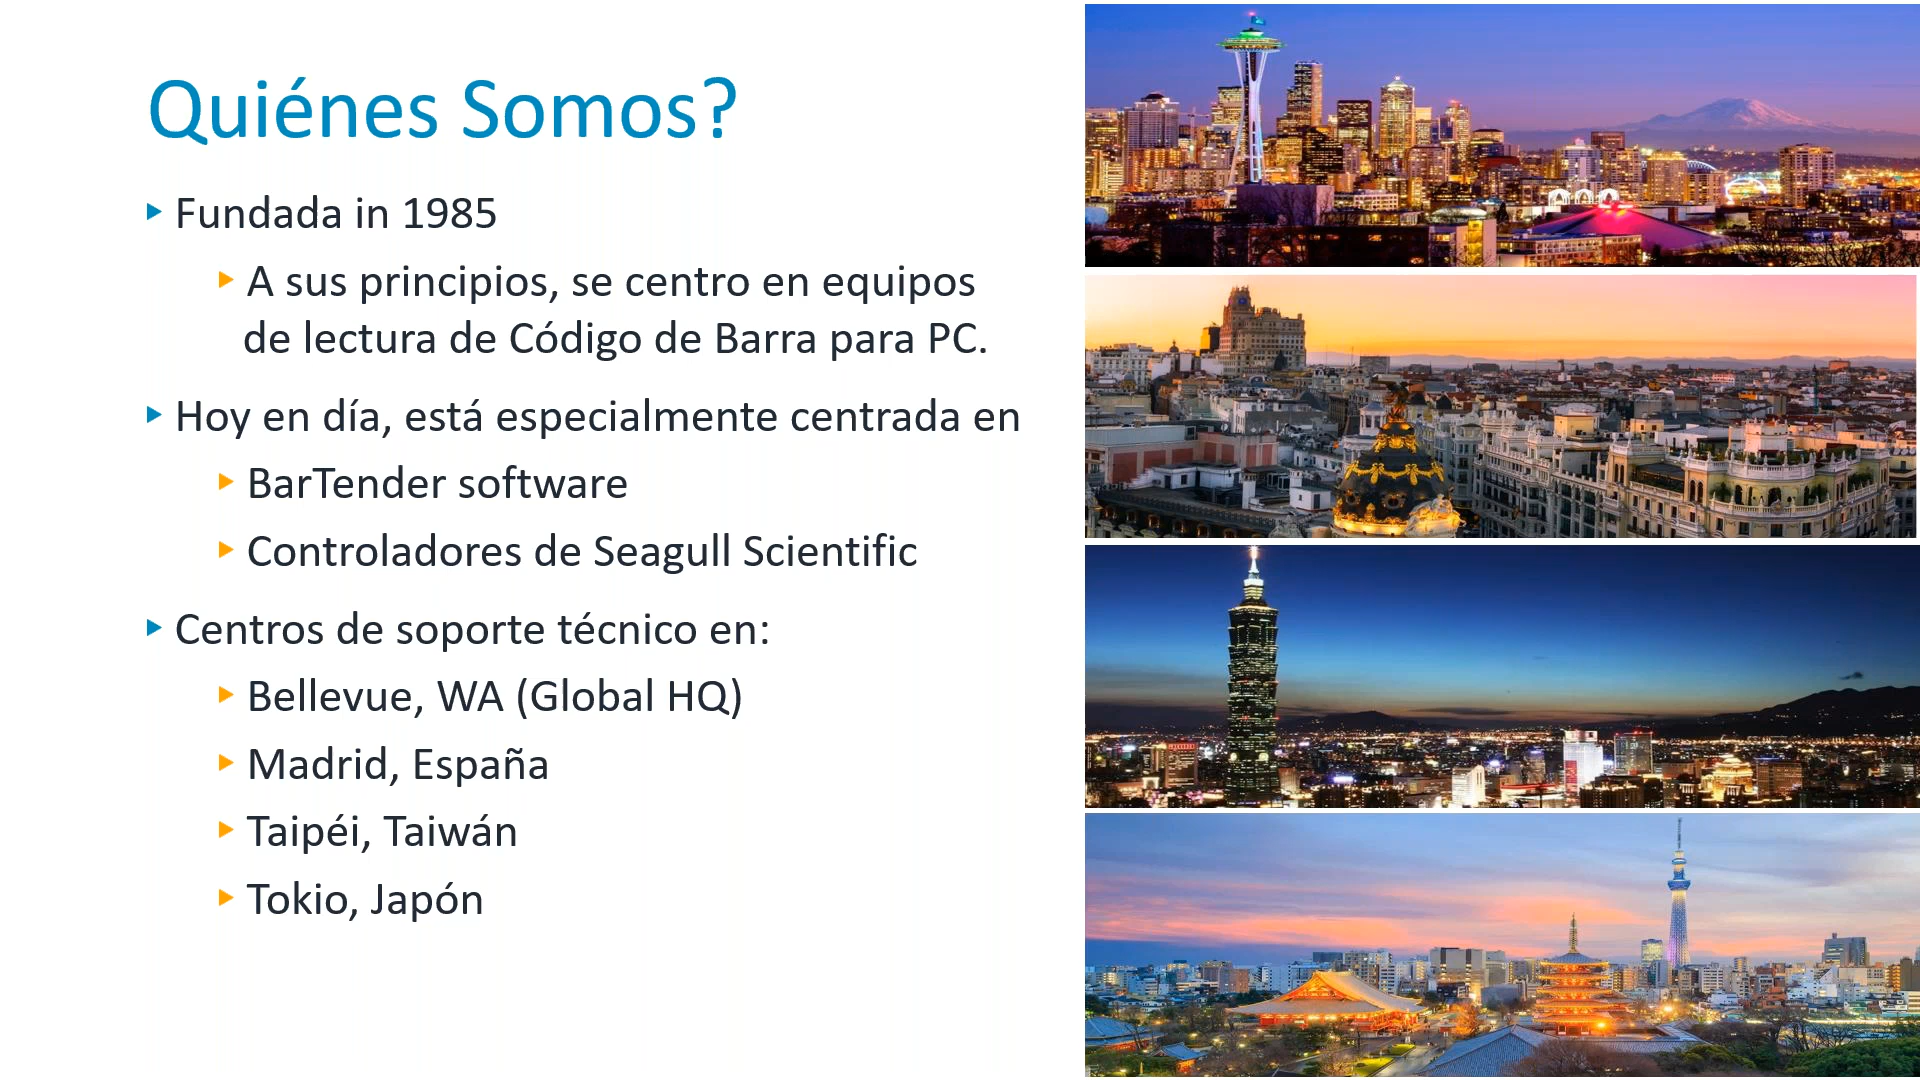 Quiénes Somos?
Fundada in 1985
A sus principios, se centro en equipos
de lectura de Código de Barra para PC.
Hoy en día, está especialmente centrada en
BarTender software
Controladores de Seagull Scientific
Centros de soporte técnico en:
Bellevue, WA (Global HQ)
Madrid, España
Taipéi, Taiwán
Tokio, Japón